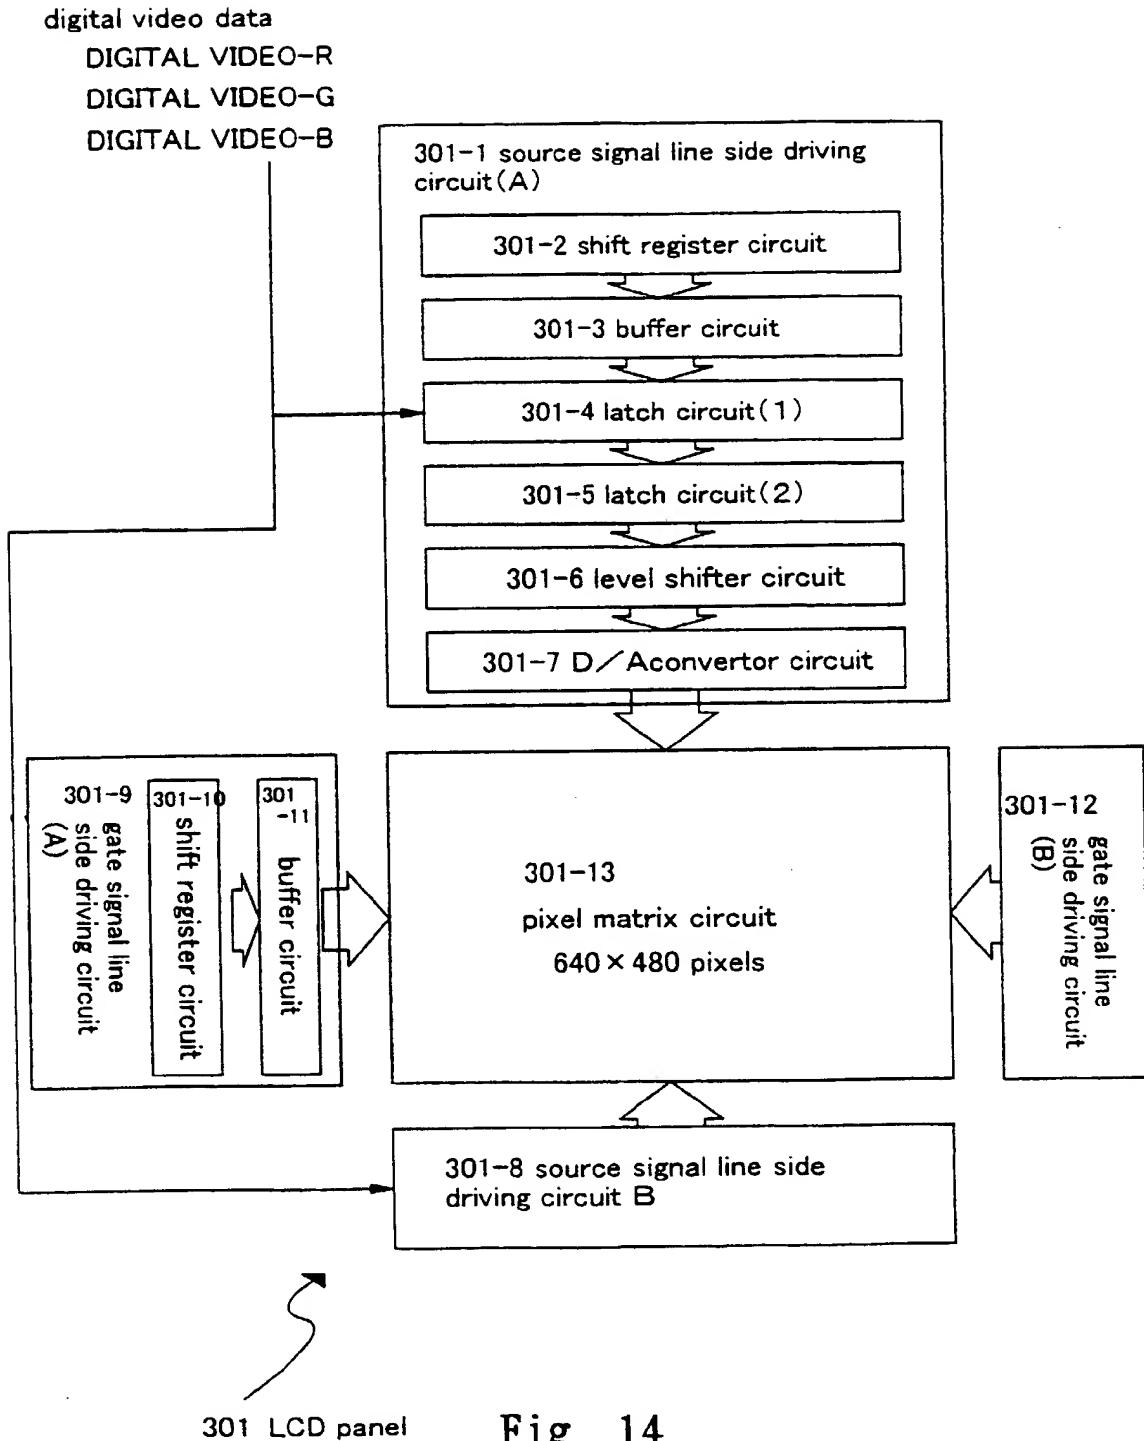 digital video data
DIGITAL VIDEO-R
DIGITAL VIDEO-G
DIGITAL VIDEO-B
301-1 source signal line side driving
circuit(A)
301-2 shift register circuit
301-3 buffer circuit
301-4 latch circuit(1)
301-5 latch circuit(2)
301-6 level shifter circuit
301-7 D/Aconvertor circuit
301-9
gate signal line
side driving circuit
(A)
301-10
shift register circuit
301
-11
buffer circuit
301-13
pixel matrix circuit
640×480 pixels
301-12
gate signal line
side driving circuit
(B)
301-8 source signal line side
driving circuit B
301 LCD panel
Fig. 14